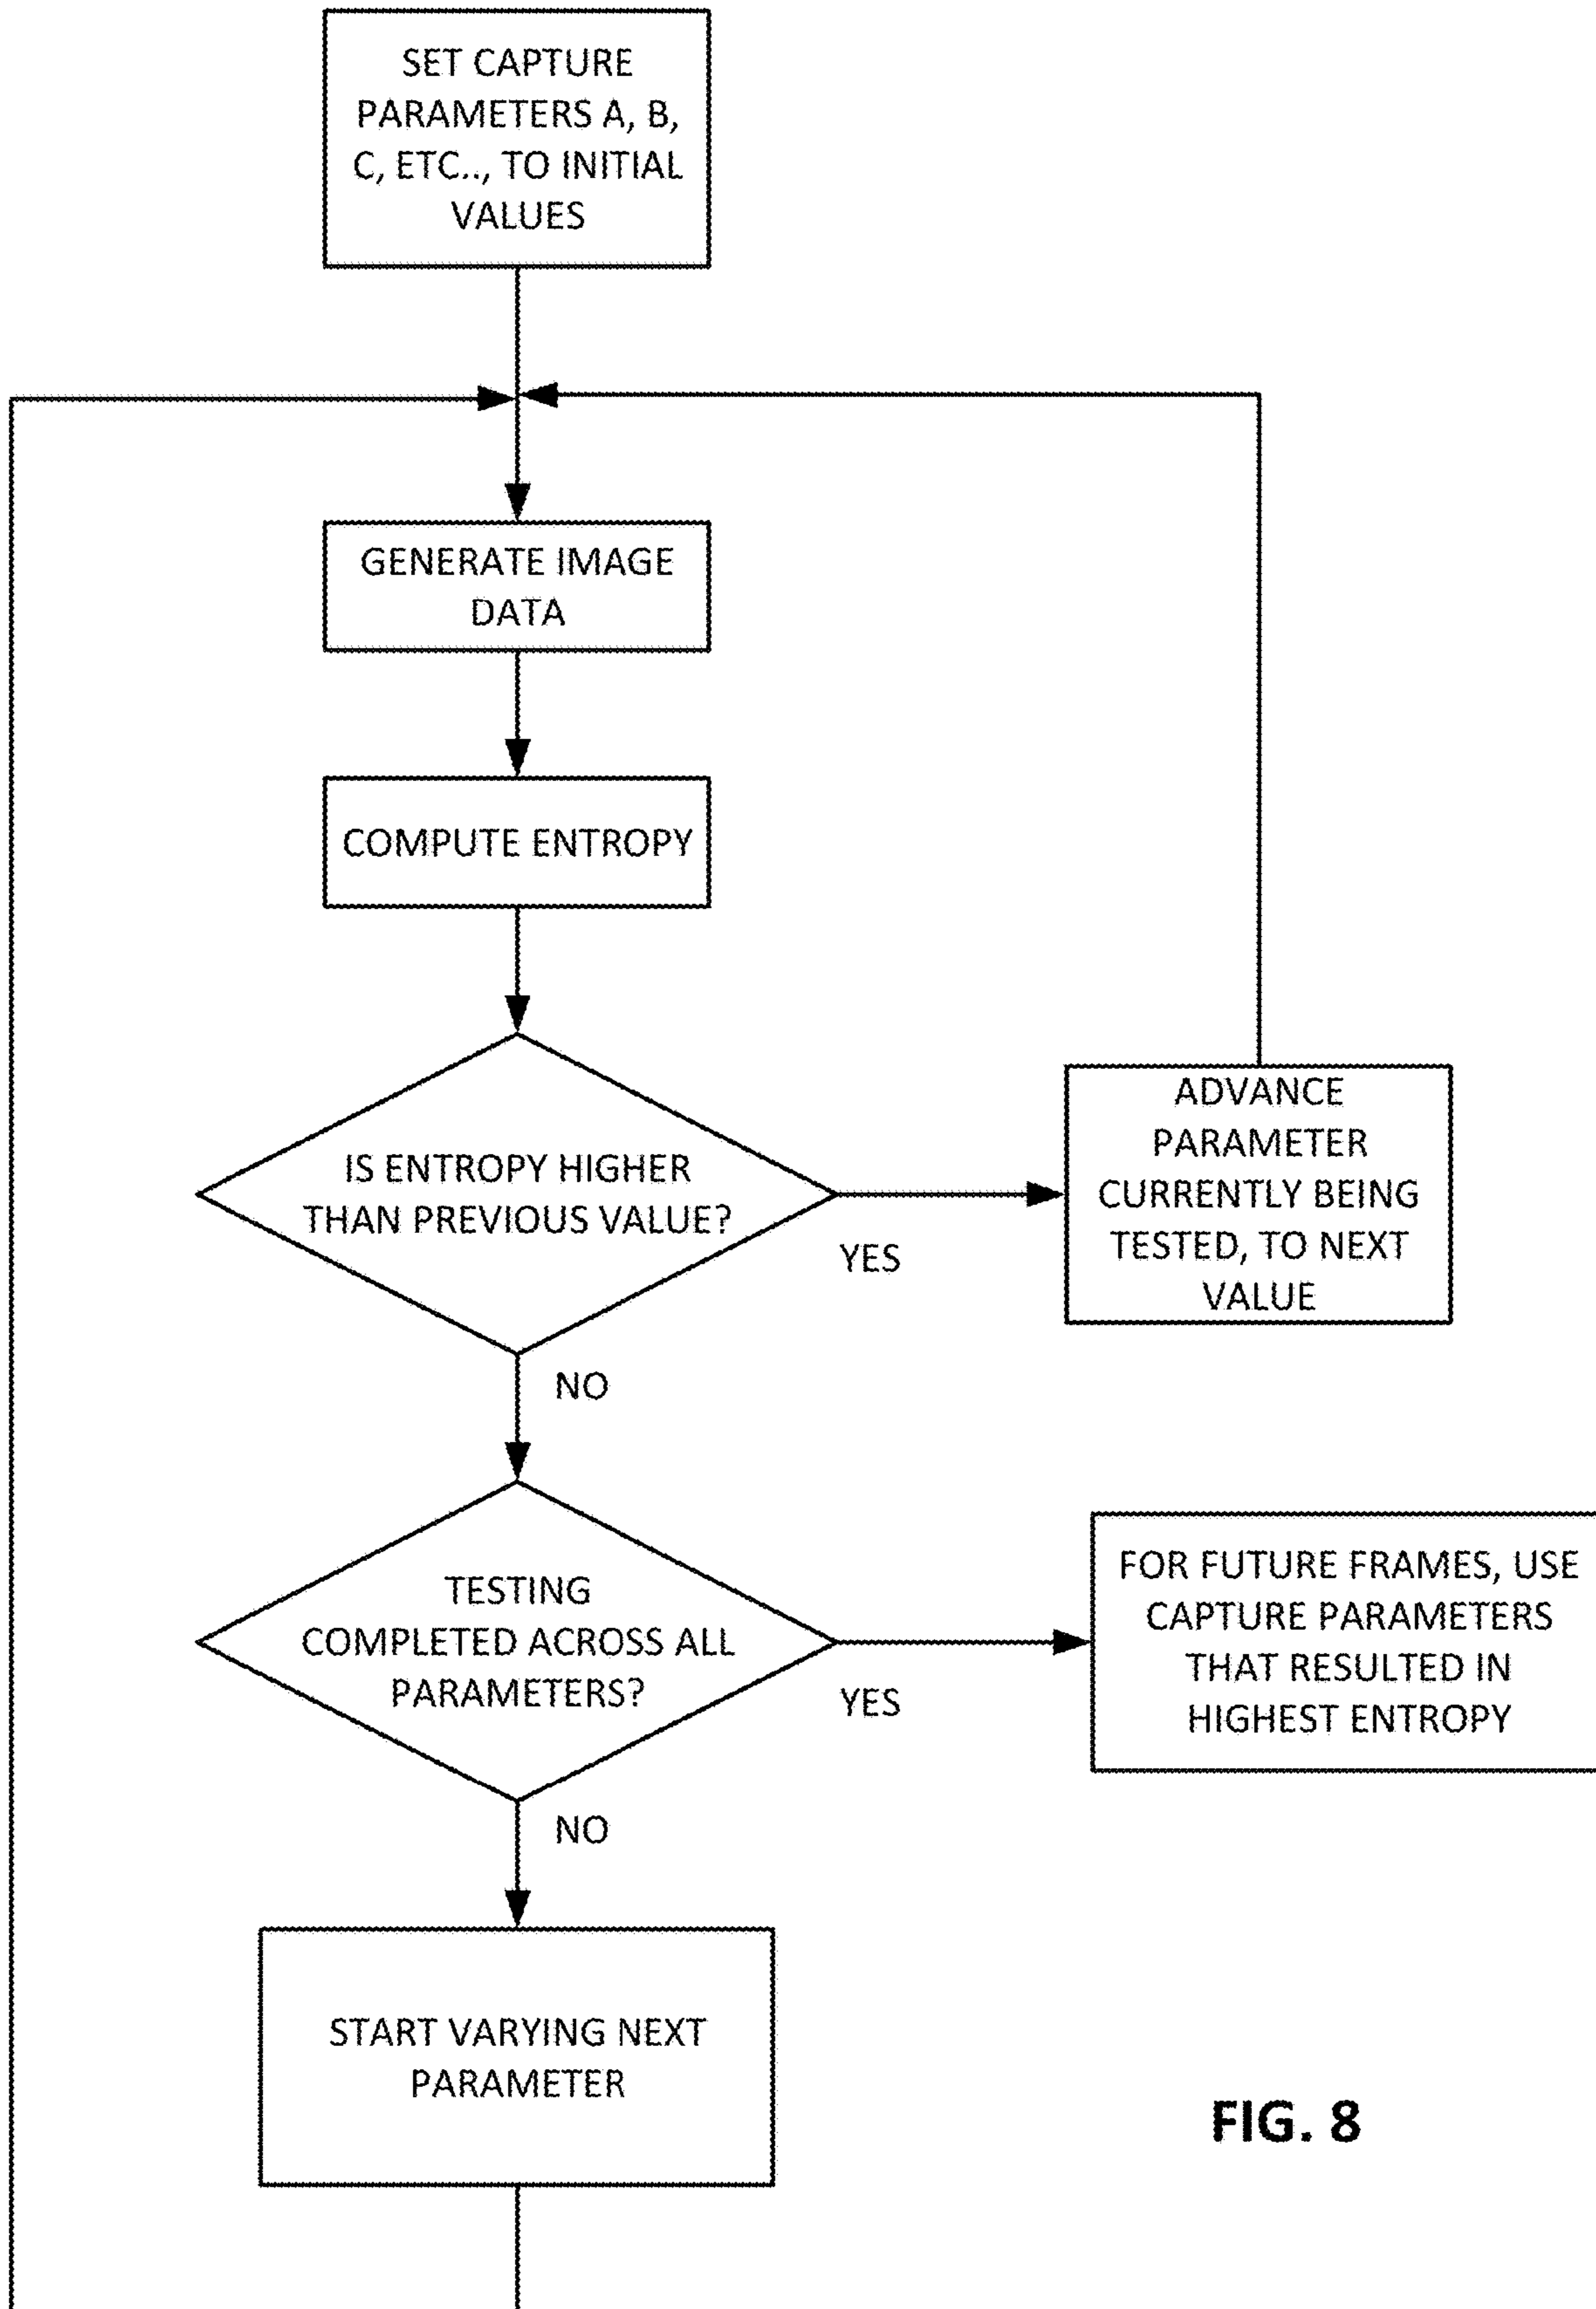 SET CAPTURE
PARAMETERS A, B,
C, ETC.., TO INITIAL
VALUES
GENERATE IMAGE
DATA
COMPUTE ENTROPY
IS ENTROPY HIGHER
THAN PREVIOUS VALUE?
YES
ADVANCE
PARAMETER
CURRENTLY BEING
TESTED, TO NEXT
VALUE
NO
TESTING
COMPLETED ACROSS ALL
PARAMETERS?
YES
FOR FUTURE FRAMES, USE
CAPTURE PARAMETERS
THAT RESULTED IN
HIGHEST ENTROPY
NO
START VARYING NEXT
PARAMETER
FIG. 8